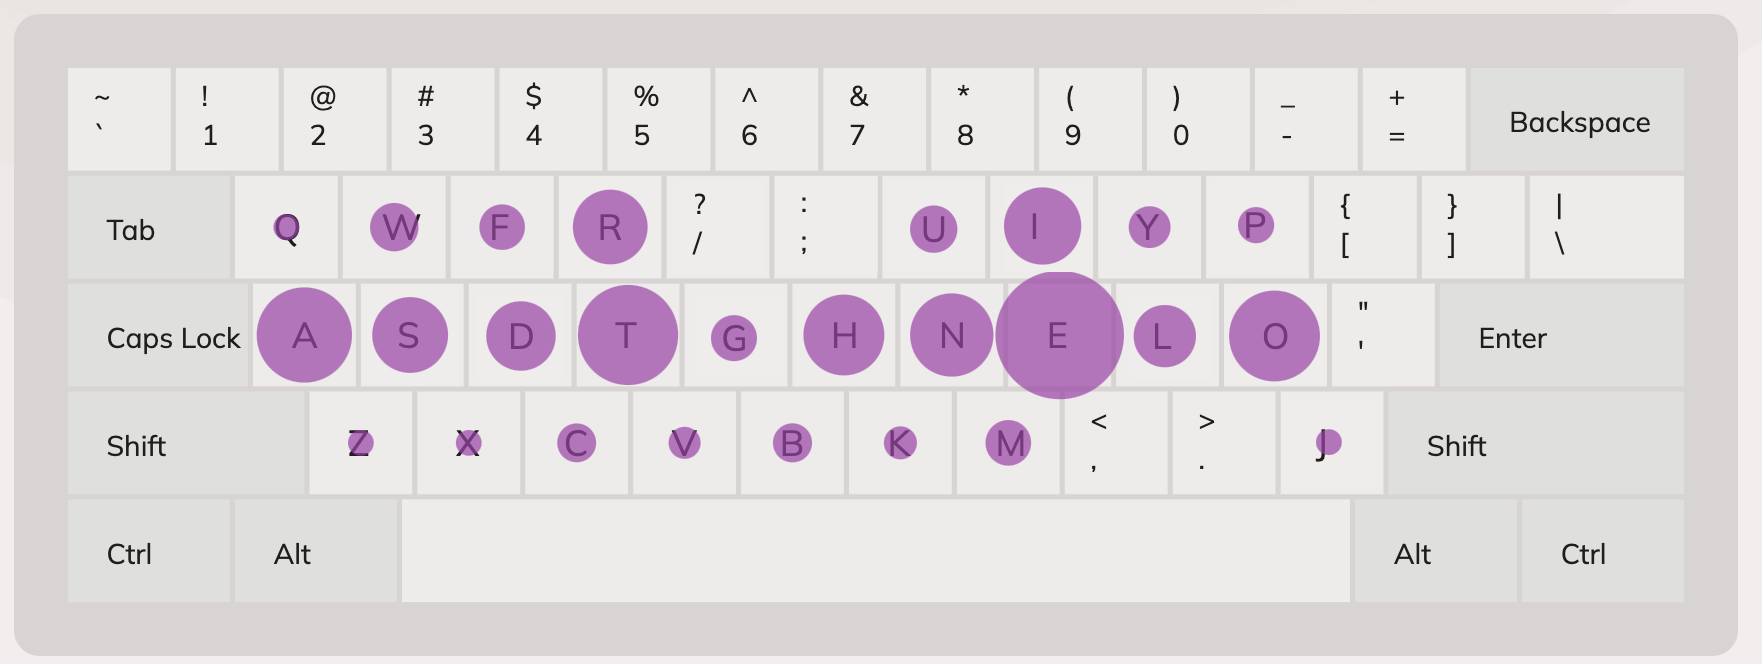 ~ ! @ # $ % ^ & * ( ) _ +
` 1 2 3 4 5 6 7 8 9 0 - = Backspace
Tab Q W F R ? / : ; U I Y P { [ } ] | \
Caps Lock A S D T G H N E L O " ' Enter
Shift Z X C V B K M < , > . J Shift
Ctrl Alt Alt Ctrl